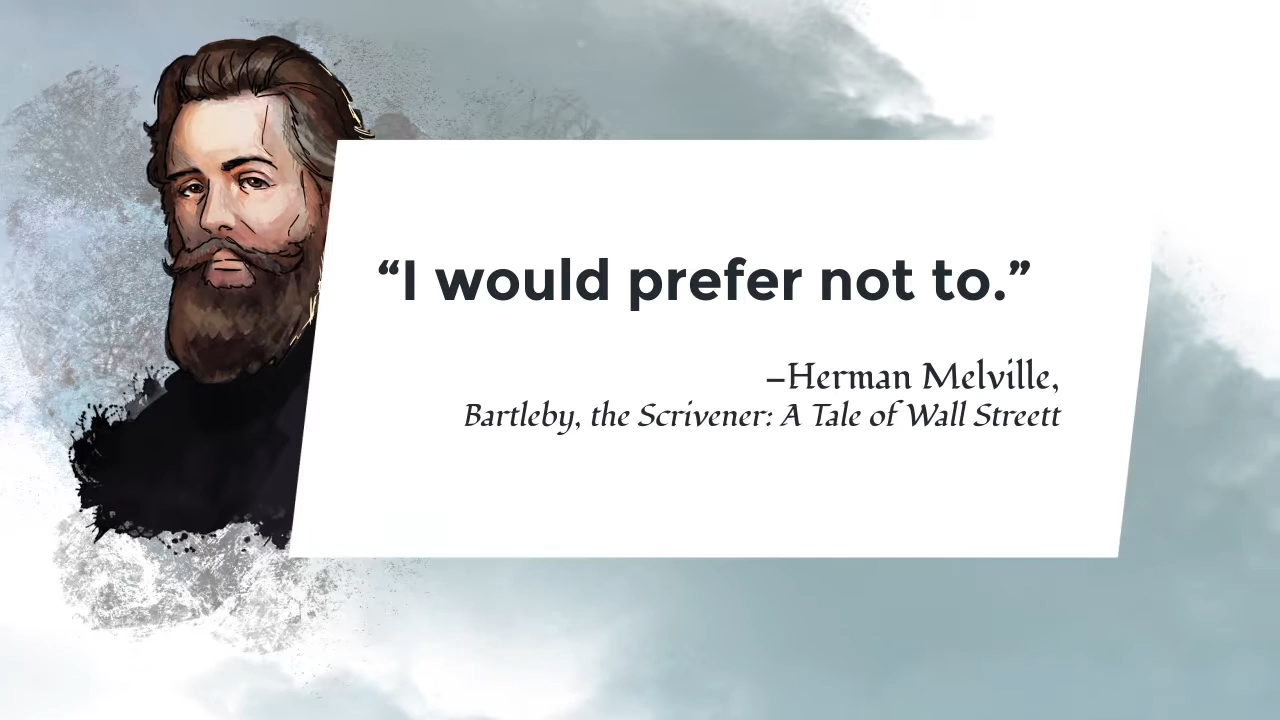 “I would prefer not to.”
–Herman Melville,
Bartleby, the Scrivener: A Tale of Wall Streett